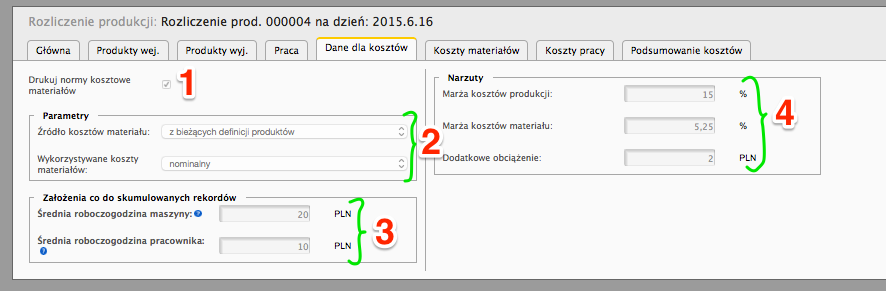 Rozliczenie produkcji: Rozliczenie prod. 000004 na dzień: 2015.6.16
Główna Produkty wej. Produkty wyj. Praca Dane dla kosztów Koszty materiałów Koszty pracy Podsumowanie kosztów
Drukuj normy kosztowe
materiałów
1
Parametry
Źródło kosztów materiału: z bieżących definicji produktów
Wykorzystywane koszty
materiałów: nominalny
2
Założenia co do skumulowanych rekordów
Średnia roboczogodzina maszyny: ? 20 PLN
Średnia roboczogodzina pracownika:
? 10 PLN
3
Narzuty
Marża kosztów produkcji: 15 %
Marża kosztów materiału: 5,25 %
Dodatkowe obciążenie: 2 PLN
4